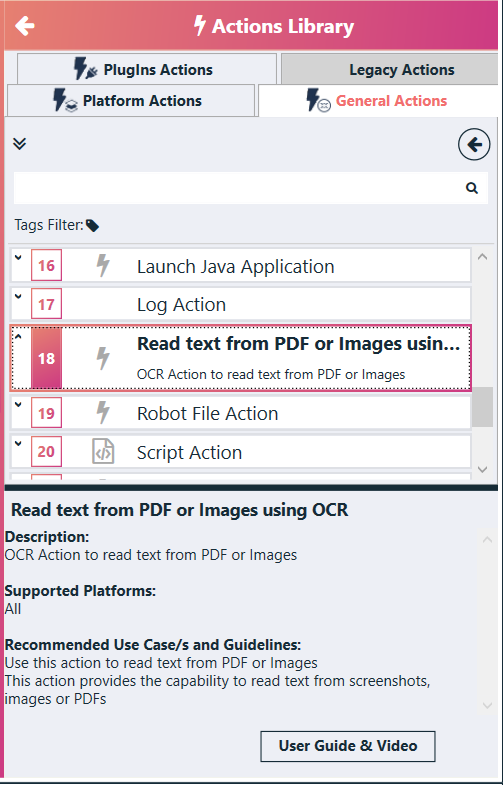 Actions Library
PlugIns Actions
Legacy Actions
Platform Actions
General Actions
Tags Filter:
16 Launch Java Application
17 Log Action
18 Read text from PDF or Images usin...
OCR Action to read text from PDF or Images
19 Robot File Action
20 Script Action
Read text from PDF or Images using OCR
Description:
OCR Action to read text from PDF or Images
Supported Platforms:
All
Recommended Use Case/s and Guidelines:
Use this action to read text from PDF or Images
This action provides the capability to read text from screenshots,
images or PDFs
User Guide & Video